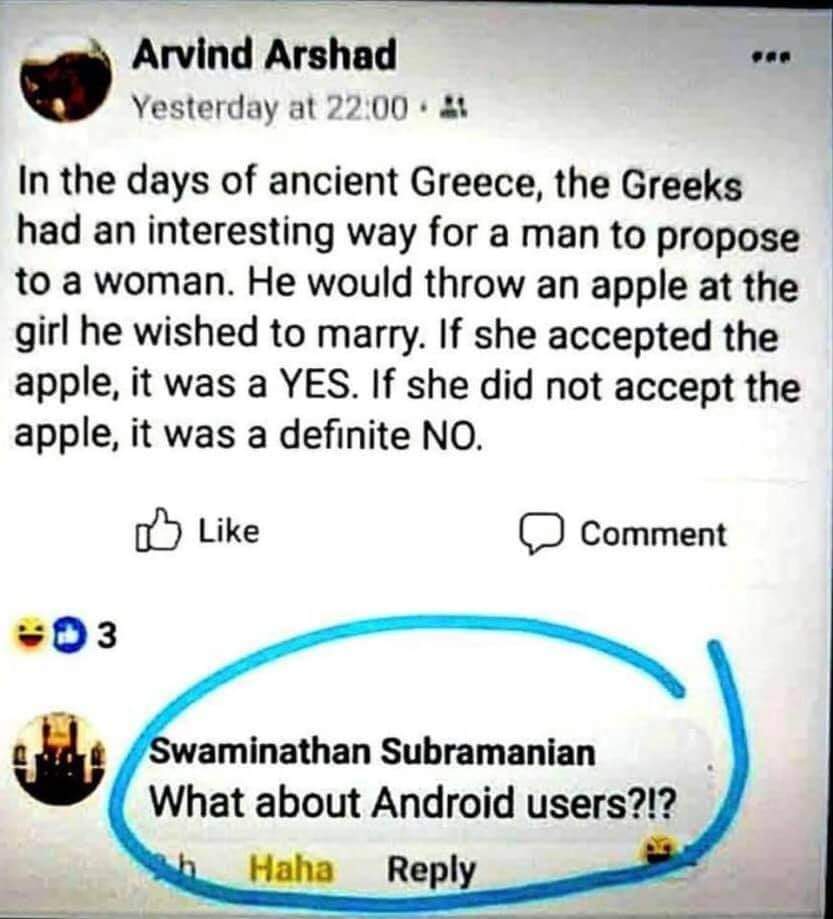 Arvind Arshad
Yesterday at 22:00 ·
In the days of ancient Greece, the Greeks
had an interesting way for a man to propose
to a woman. He would throw an apple at the
girl he wished to marry. If she accepted the
apple, it was a YES. If she did not accept the
apple, it was a definite NO.
Like Comment
3
Swaminathan Subramanian
What about Android users?!?
h Haha Reply